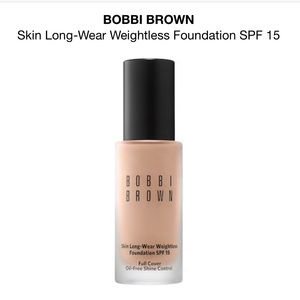 BOBBI BROWN
Skin Long-Wear Weightless Foundation SPF 15
BOBBI
BROWN
Skin Long-Wear Weightless
Foundation SPF 15
Full Cover
Oil-Free Shine Control